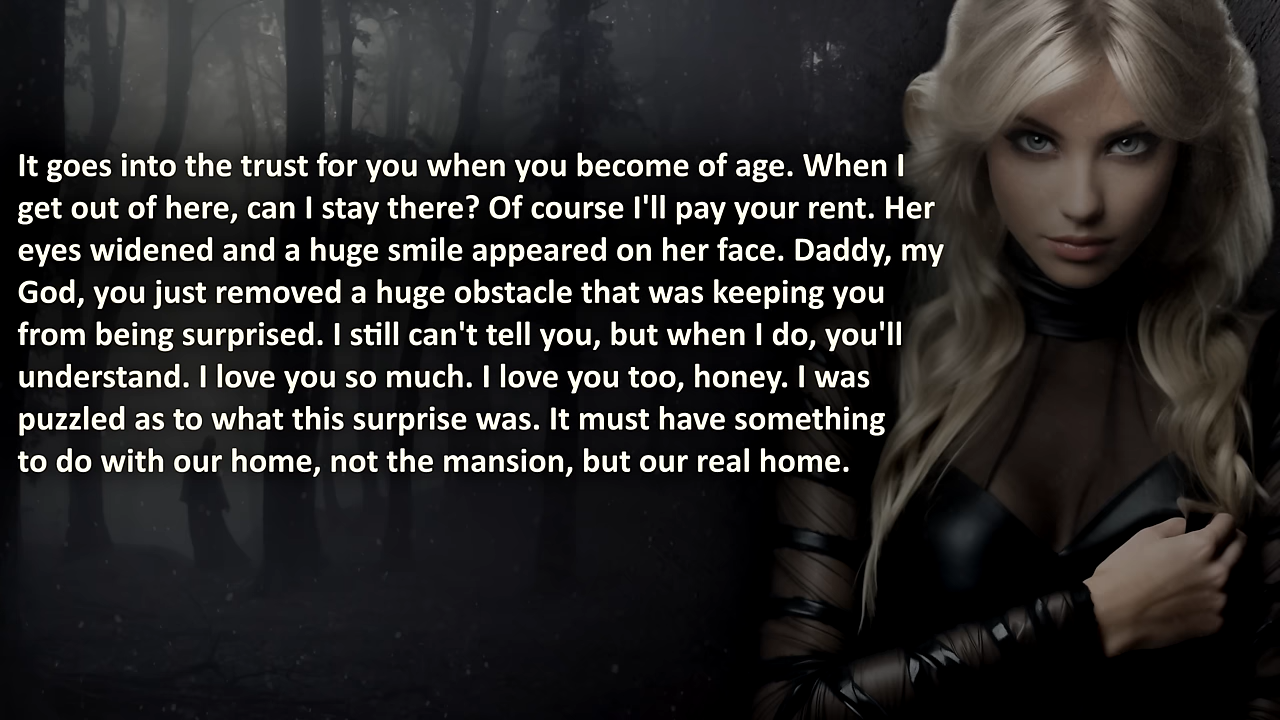 It goes into the trust for you when you become of age. When I
get out of here, can I stay there? Of course I'll pay your rent. Her
eyes widened and a huge smile appeared on her face. Daddy, my
God, you just removed a huge obstacle that was keeping you
from being surprised. I still can't tell you, but when I do, you'll
understand. I love you so much. I love you too, honey. I was
puzzled as to what this surprise was. It must have something
to do with our home, not the mansion, but our real home.